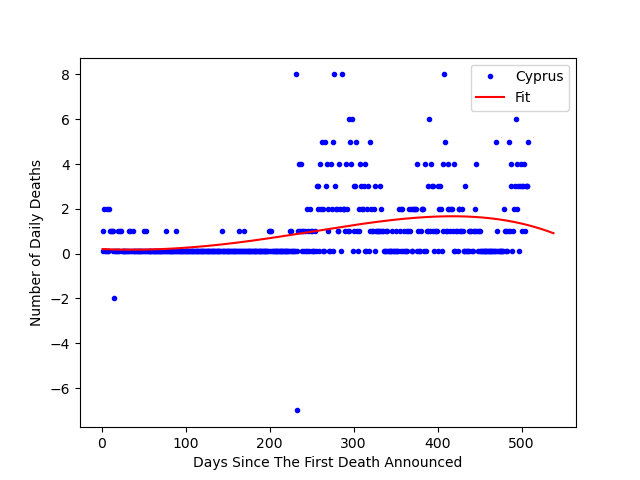 Cyprus
Fit
8
6
4
2
0
−2
−4
−6
Number of Daily Deaths
0 100 200 300 400 500
Days Since The First Death Announced